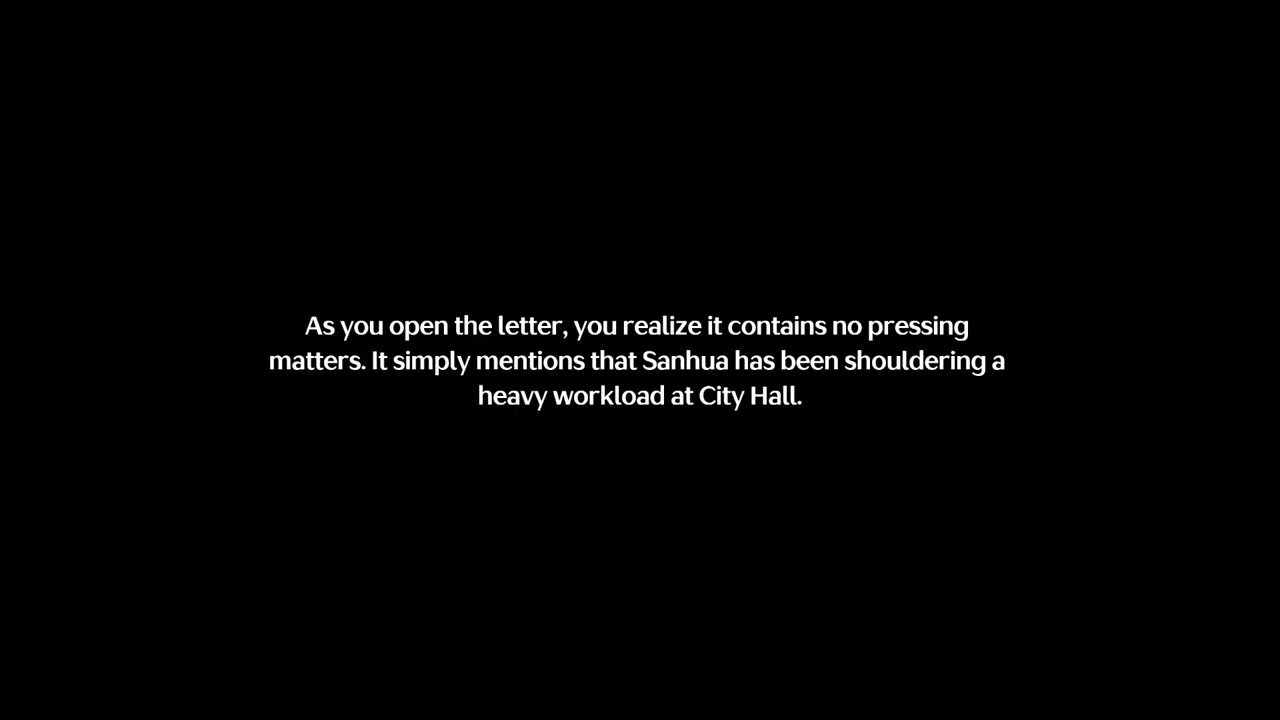 As you open the letter, you realize it contains no pressing
matters. It simply mentions that Sanhua has been shouldering a
heavy workload at City Hall.